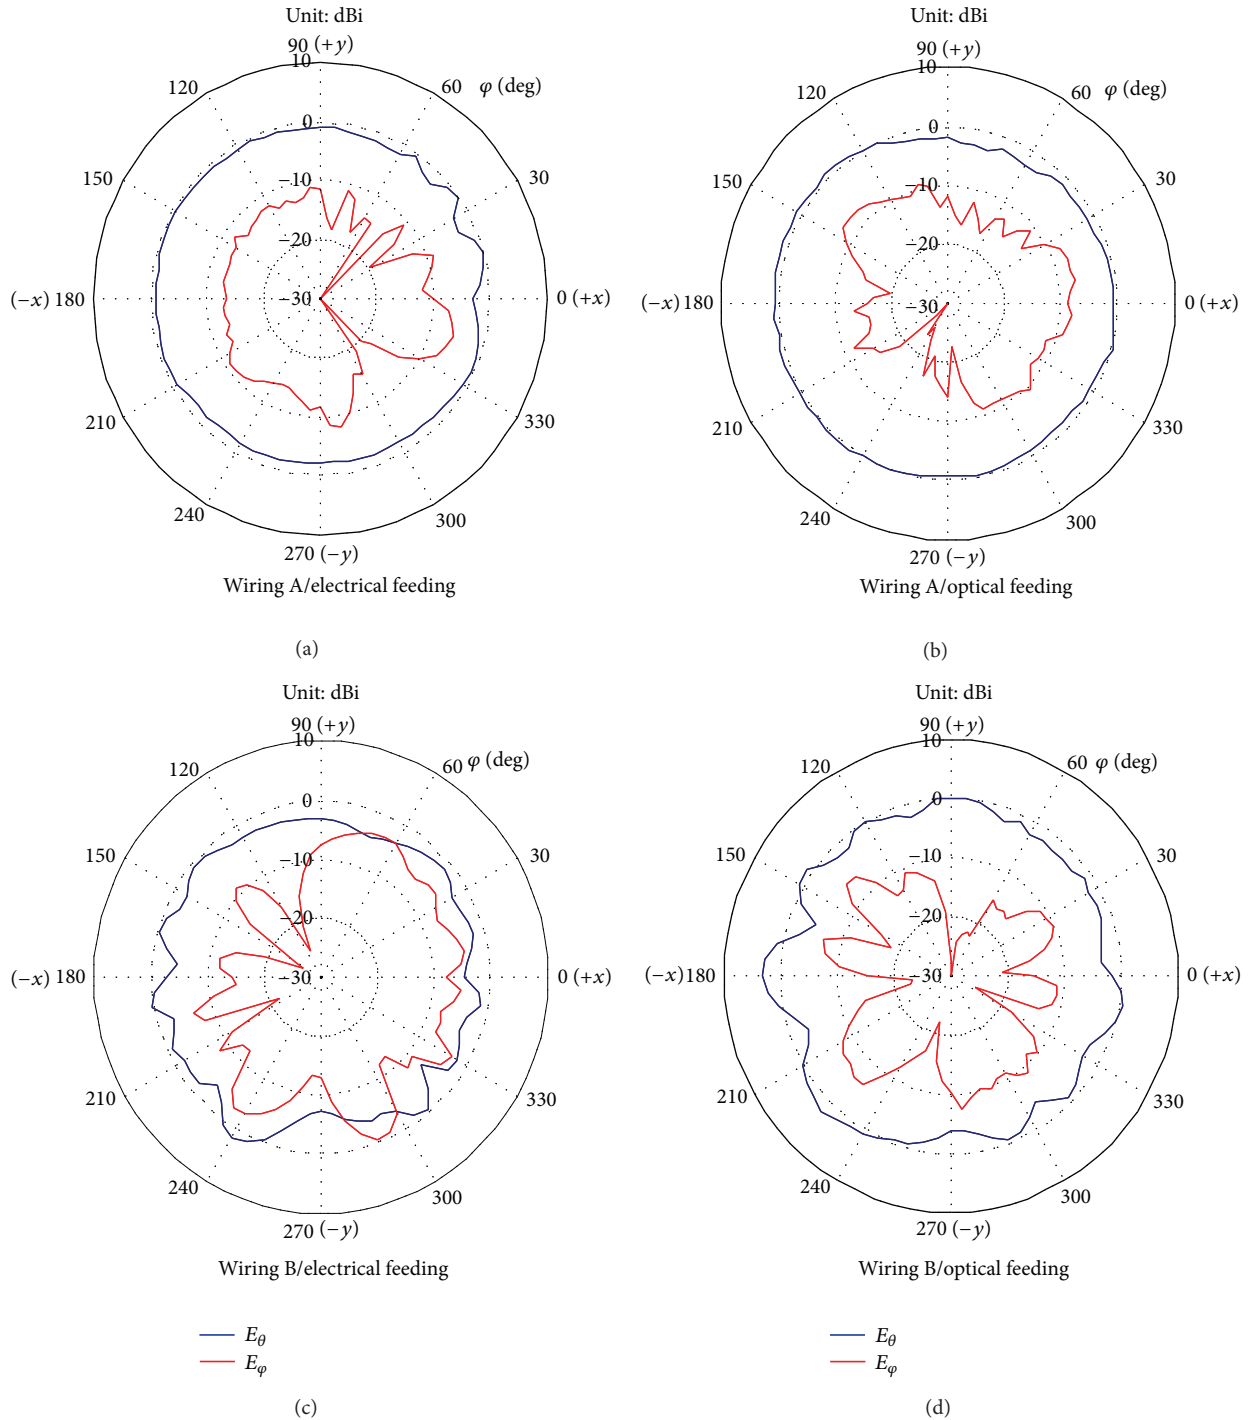 Unit: dBi
90 (+y)
10
120
60
φ (deg)
0
150
30
−10
−20
(−x) 180
−30
0 (+x)
210
330
240
300
270 (−y)
Wiring A/electrical feeding
(a)
Unit: dBi
90 (+y)
10
120
60
φ (deg)
0
150
30
−10
−20
(−x) 180
−30
0 (+x)
210
330
240
300
270 (−y)
Wiring A/optical feeding
(b)
Unit: dBi
90 (+y)
10
120
60
φ (deg)
0
150
30
−10
−20
(−x) 180
−30
0 (+x)
210
330
240
300
270 (−y)
Wiring B/electrical feeding
Eθ
Eφ
(c)
Unit: dBi
90 (+y)
10
120
60
φ (deg)
0
150
30
−10
−20
(−x) 180
−30
0 (+x)
210
330
240
300
270 (−y)
Wiring B/optical feeding
Eθ
Eφ
(d)